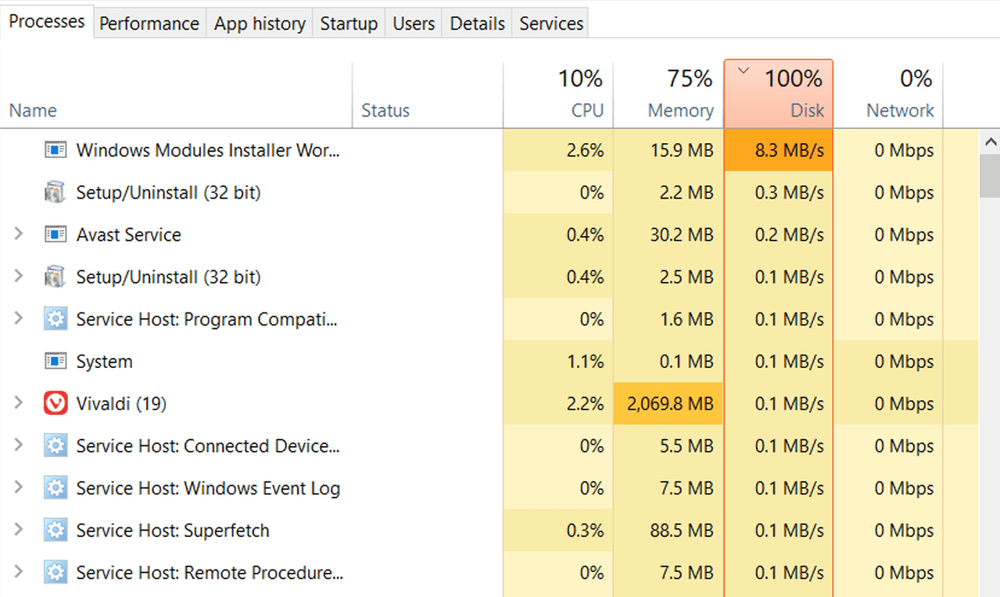 Processes Performance App history Startup Users Details Services
10% 75% 100% 0%
Name Status CPU Memory Disk Network
Windows Modules Installer Wor... 2.6% 15.9 MB 8.3 MB/s 0 Mbps
Setup/Uninstall (32 bit) 0% 2.2 MB 0.3 MB/s 0 Mbps
Avast Service 0.4% 30.2 MB 0.2 MB/s 0 Mbps
Setup/Uninstall (32 bit) 0.4% 2.5 MB 0.1 MB/s 0 Mbps
Service Host: Program Compati... 0% 1.6 MB 0.1 MB/s 0 Mbps
System 1.1% 0.1 MB 0.1 MB/s 0 Mbps
Vivaldi (19) 2.2% 2,069.8 MB 0.1 MB/s 0 Mbps
Service Host: Connected Device... 0% 5.5 MB 0.1 MB/s 0 Mbps
Service Host: Windows Event Log 0% 7.5 MB 0.1 MB/s 0 Mbps
Service Host: Superfetch 0.3% 88.5 MB 0.1 MB/s 0 Mbps
Service Host: Remote Procedure... 0% 7.5 MB 0.1 MB/s 0 Mbps